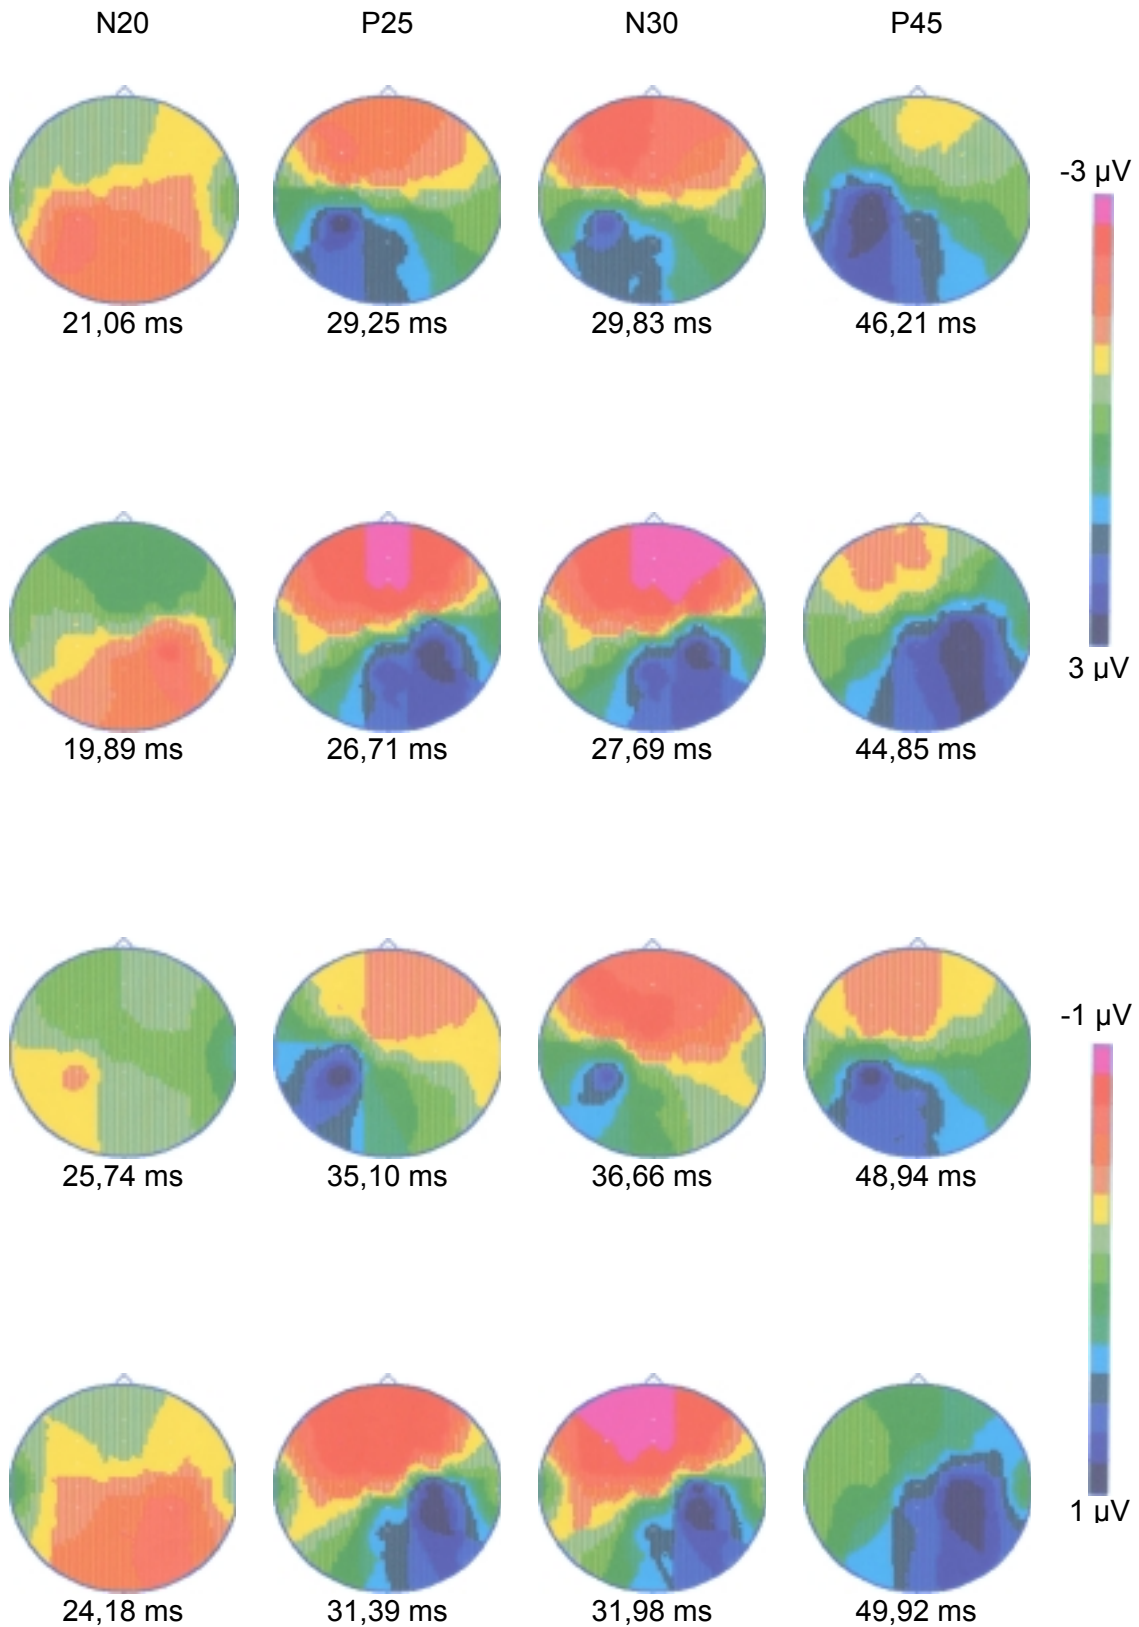 N20 P25 N30 P45
-3 µV
21,06 ms 29,25 ms 29,83 ms 46,21 ms
3 µV
19,89 ms 26,71 ms 27,69 ms 44,85 ms
-1 µV
25,74 ms 35,10 ms 36,66 ms 48,94 ms
1 µV
24,18 ms 31,39 ms 31,98 ms 49,92 ms